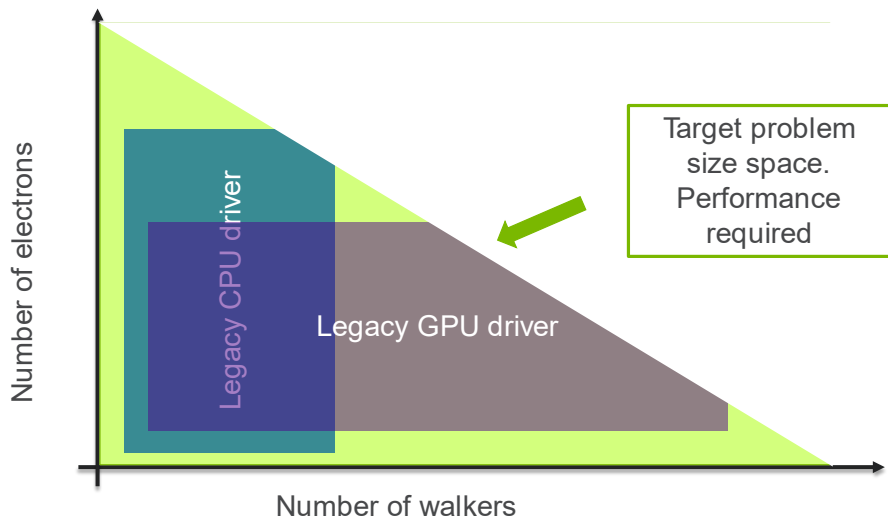 Number of electrons
Legacy CPU driver
Legacy GPU driver
Target problem
size space.
Performance
required
Number of walkers